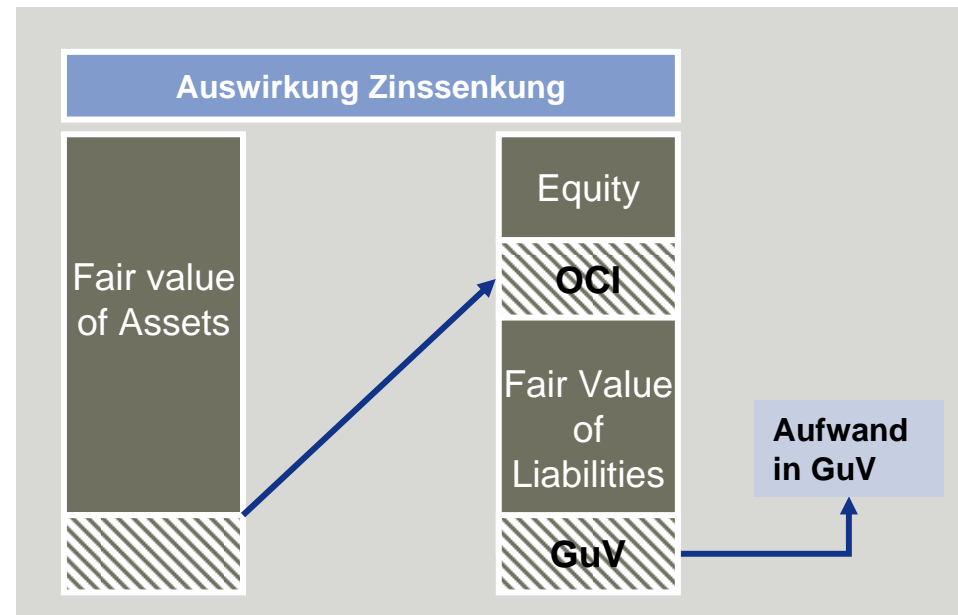 Auswirkung Zinssenkung
Fair value
of Assets
Equity
OCI
Fair Value
of
Liabilities
GuV
Aufwand
in GuV